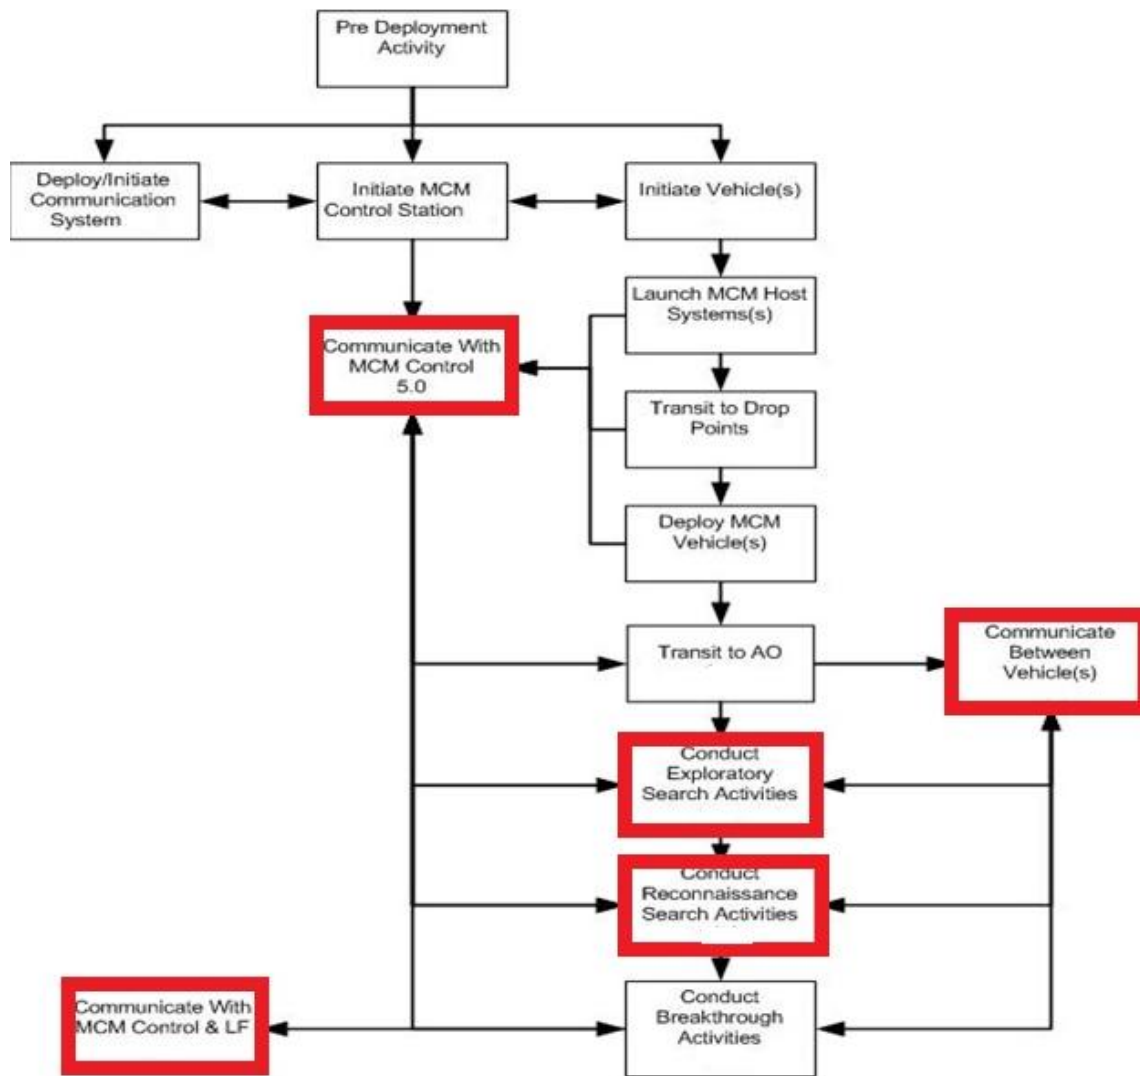 Pre Deployment
Activity
Deploy/Initiate
Communication
System
Initiate MCM
Control Station
Initiate Vehicle(s)
Launch MCM Host
Systems(s)
Communicate With
MCM Control
5.0
Transit to Drop
Points
Deploy MCM
Vehicle(s)
Transit to AO
Communicate
Between
Vehicle(s)
Conduct
Exploratory
Search Activities
Conduct
Reconnaissance
Search Activities
Communicate With
MCM Control & LF
Conduct
Breakthrough
Activities